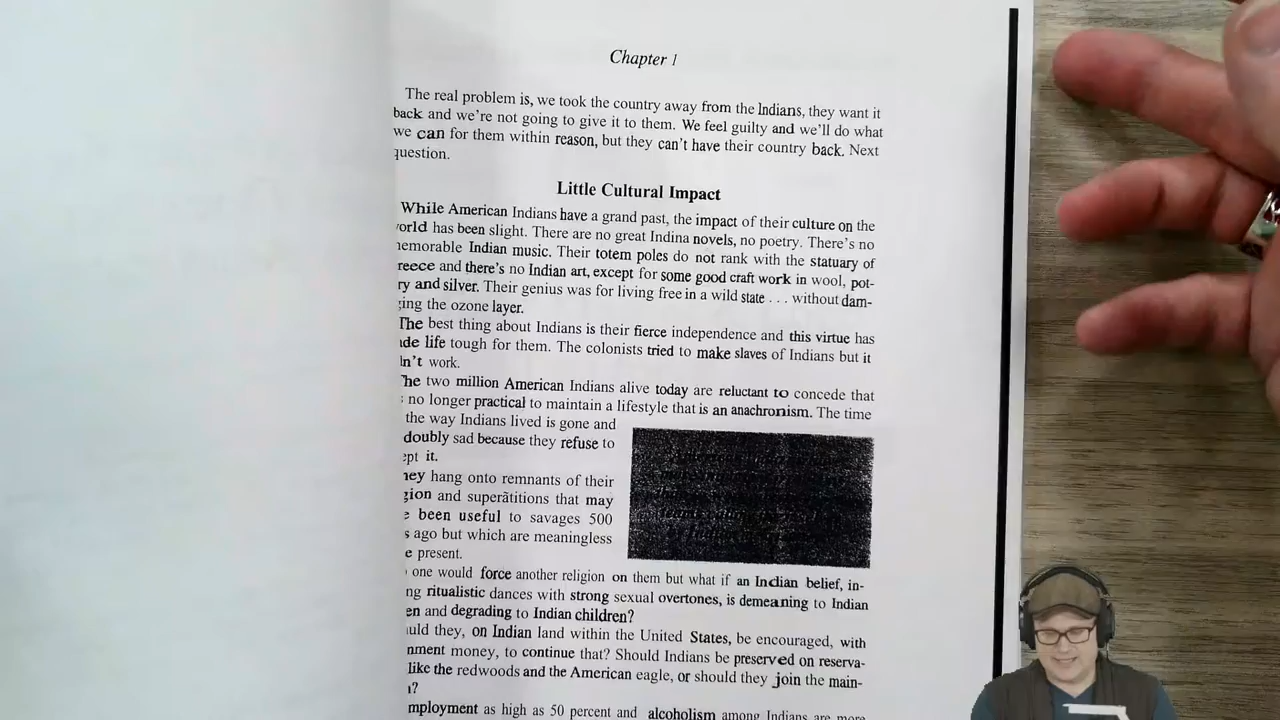 Chapter 1
The real problem is, we took the country away from the Indians, they want it
back and we're not going to give it to them. We feel guilty and we'll do what
we can for them within reason, but they can't have their country back. Next
question.
Little Cultural Impact
While American Indians have a grand past, the impact of their culture on the
orld has been slight. There are no great Indina novels, no poetry. There's no
emorable Indian music. Their totem poles do not rank with the statuary of
reece and there's no Indian art, except for some good craft work in wool, pot-
ry and silver. Their genius was for living free in a wild state . . . without dam-
ging the ozone layer.
The best thing about Indians is their fierce independence and this virtue has
de life tough for them. The colonists tried to make slaves of Indians but it
n't work.
The two million American Indians alive today are reluctant to concede that
no longer practical to maintain a lifestyle that is an anachronism. The time
the way Indians lived is gone and
doubly sad because they refuse to
ept it.
hey hang onto remnants of their
gion and superãtitions that may
e been useful to savages 500
s ago but which are meaningless
e present.
one would force another religion on them but what if an Indian belief, in-
ng ritualistic dances with strong sexual overtones, is demeaning to Indian
en and degrading to Indian children?
uld they, on Indian land within the United States, be encouraged, with
nment money, to continue that? Should Indians be preserved on reserva-
like the redwoods and the American eagle, or should they join the main-
?
mployment as high as 50 percent and alcoholism among Indians are more